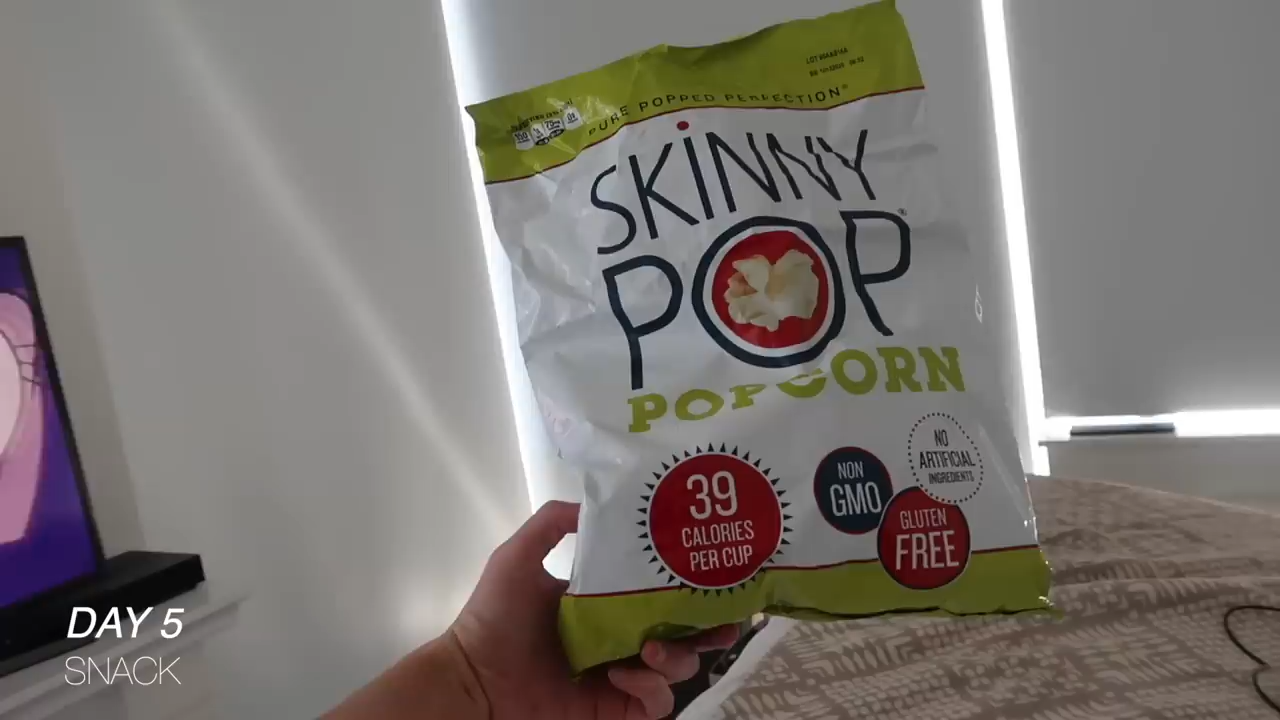 PURE POPPED PERFECTION®
SKINNY
POP®
POPCORN
39
CALORIES
PER CUP
NON
GMO
NO
ARTIFICIAL
INGREDIENTS
GLUTEN
FREE
DAY 5
SNACK